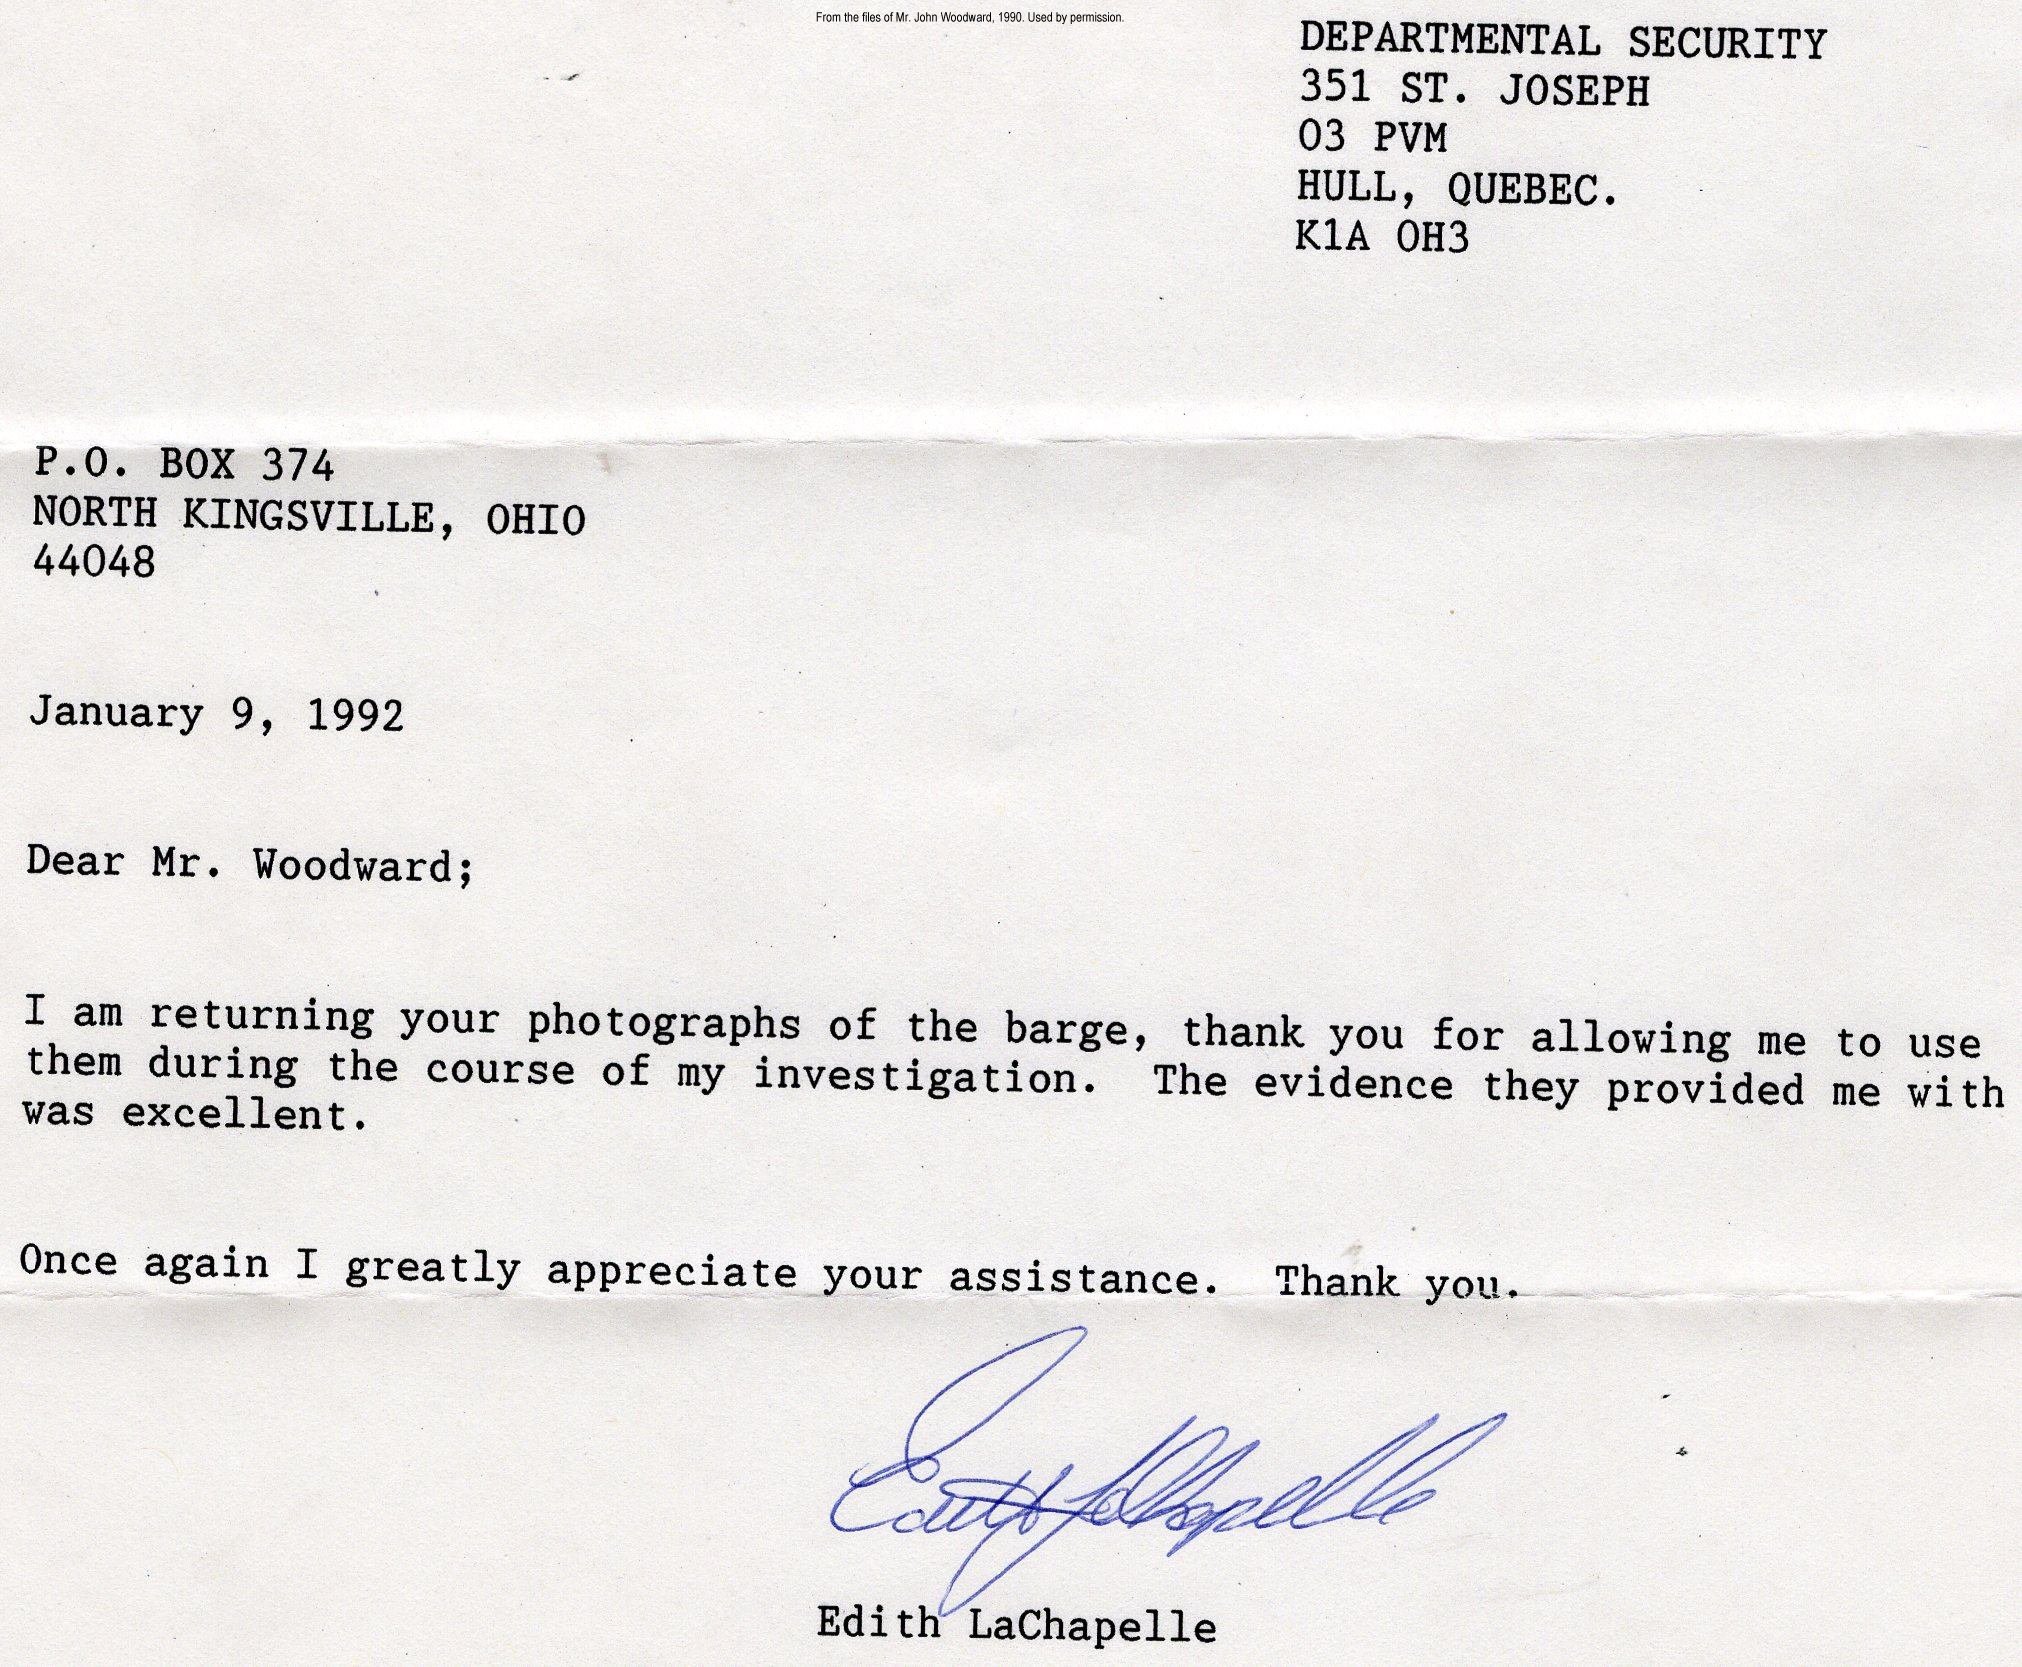 From the files of Mr. John Woodward, 1990. Used by permission.
DEPARTMENTAL SECURITY
351 ST. JOSEPH
O3 PVM
HULL, QUEBEC.
K1A OH3
P.O. BOX 374
NORTH KINGSVILLE, OHIO
44048
January 9, 1992
Dear Mr. Woodward;
I am returning your photographs of the barge, thank you for allowing me to use
them during the course of my investigation.  The evidence they provided me with
was excellent.
Once again I greatly appreciate your assistance.  Thank you.
Edith LaChapelle
Edith LaChapelle